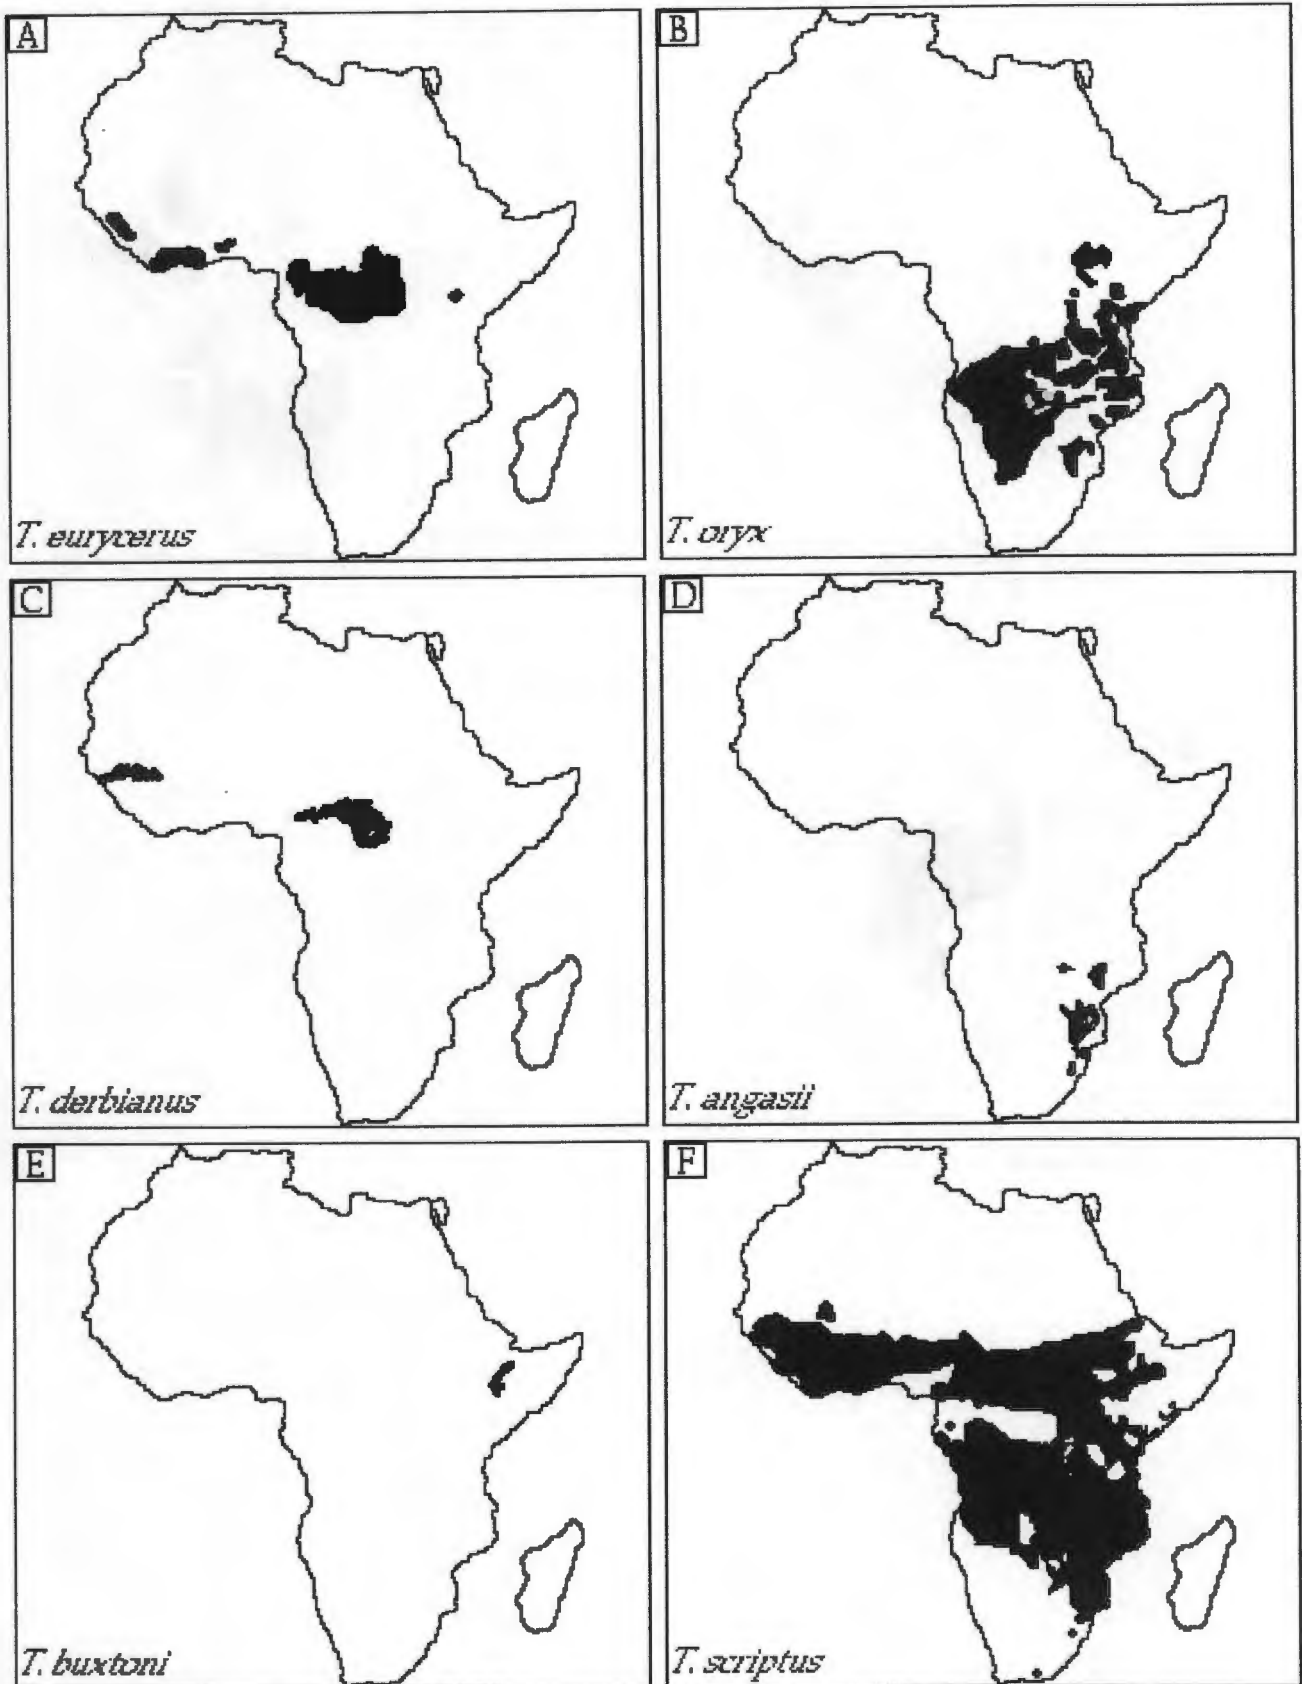 A
T. eurycerus
B
T. oryx
C
T. derbianus
D
T. angasii
E
T. buxtoni
F
T. scriptus